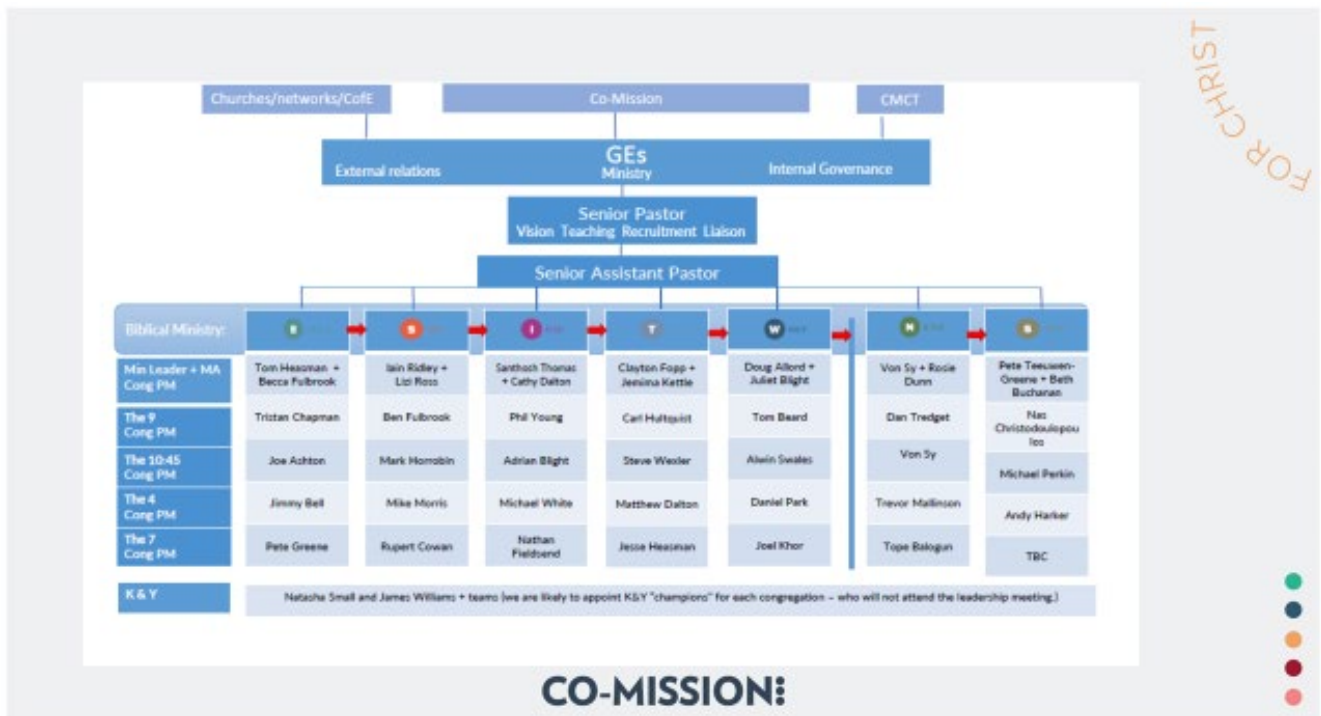 FOR CHRIST
Churches/networks/CofE
Co-Mission
CMCT
GEs
External relations
Ministry
Internal Governance
Senior Pastor
Vision Teaching Recruitment Liaison
Senior Assistant Pastor
Biblical Ministry:
S
I
T
W
N
Min Leader + MA
Cong PM
Tom Heasman +
Becca Fulbrook
Iain Ridley +
Lizi Ross
Santhosh Thomas
+ Cathy Dalton
Clayton Fopp +
Jemima Kettle
Doug Allord +
Juliet Blight
Von Sy + Rosie
Dunn
Pete Teeuwen-
Greene + Beth
Buchanan
The 9
Cong PM
Tristan Chapman
Ben Fulbrook
Phil Young
Carl Hultquist
Tom Beard
Dan Tredget
Nas
Christodoulopou
los
The 10:45
Cong PM
Joe Ashton
Mark Horrobin
Adrian Blight
Steve Wexler
Alwin Swales
Von Sy
Michael Perkin
The 4
Cong PM
Jimmy Bell
Mike Morris
Michael White
Matthew Dalton
Daniel Park
Trevor Mallinson
Andy Harker
The 7
Cong PM
Pete Greene
Rupert Cowan
Nathan
Fieldsend
Jesse Heasman
Joel Khor
Tope Balogun
TBC
K & Y
Natasha Small and James Williams + teams (we are likely to appoint K&Y "champions" for each congregation – who will not attend the leadership meeting.)
CO-MISSION